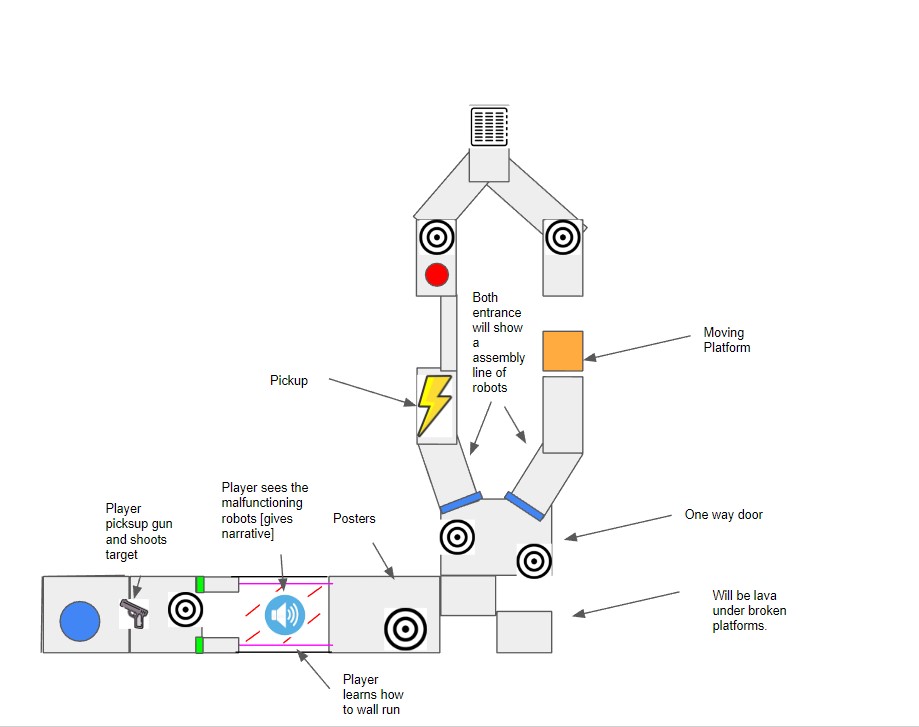 Both
entrance
will show
a
assembly
line of
robots
Moving
Platform
Pickup
Player sees the
malfunctioning
robots [gives
narrative]
Player
picksup gun
and shoots
target
Posters
One way door
Will be lava
under broken
platforms.
Player
learns how
to wall run